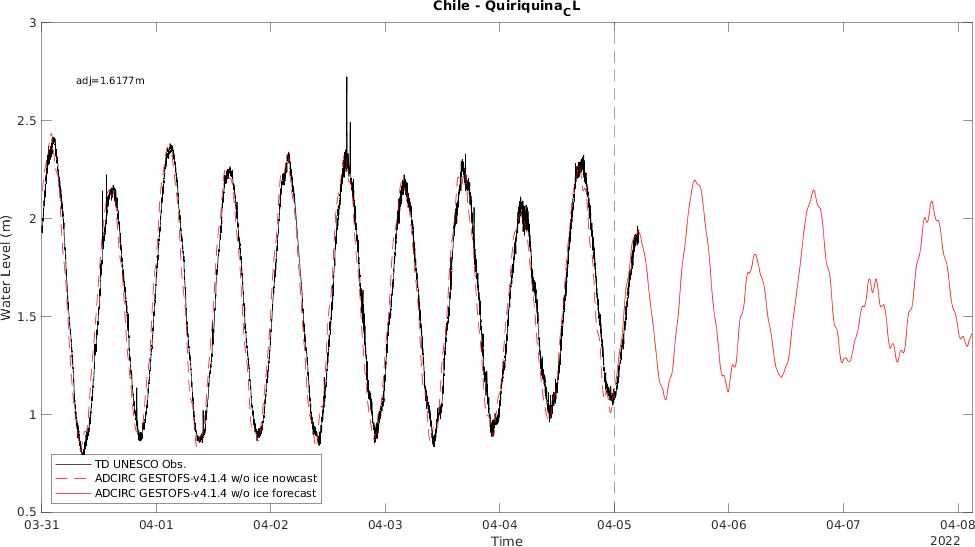 Chile - Quiriquina_CL
3
adj=1.6177m
2.5
2
Water Level (m)
1.5
1
TD UNESCO Obs.
ADCIRC GESTOFS-v4.1.4 w/o ice nowcast
ADCIRC GESTOFS-v4.1.4 w/o ice forecast
0.5
03-31 04-01 04-02 04-03 04-04 04-05 04-06 04-07 04-08
Time 2022